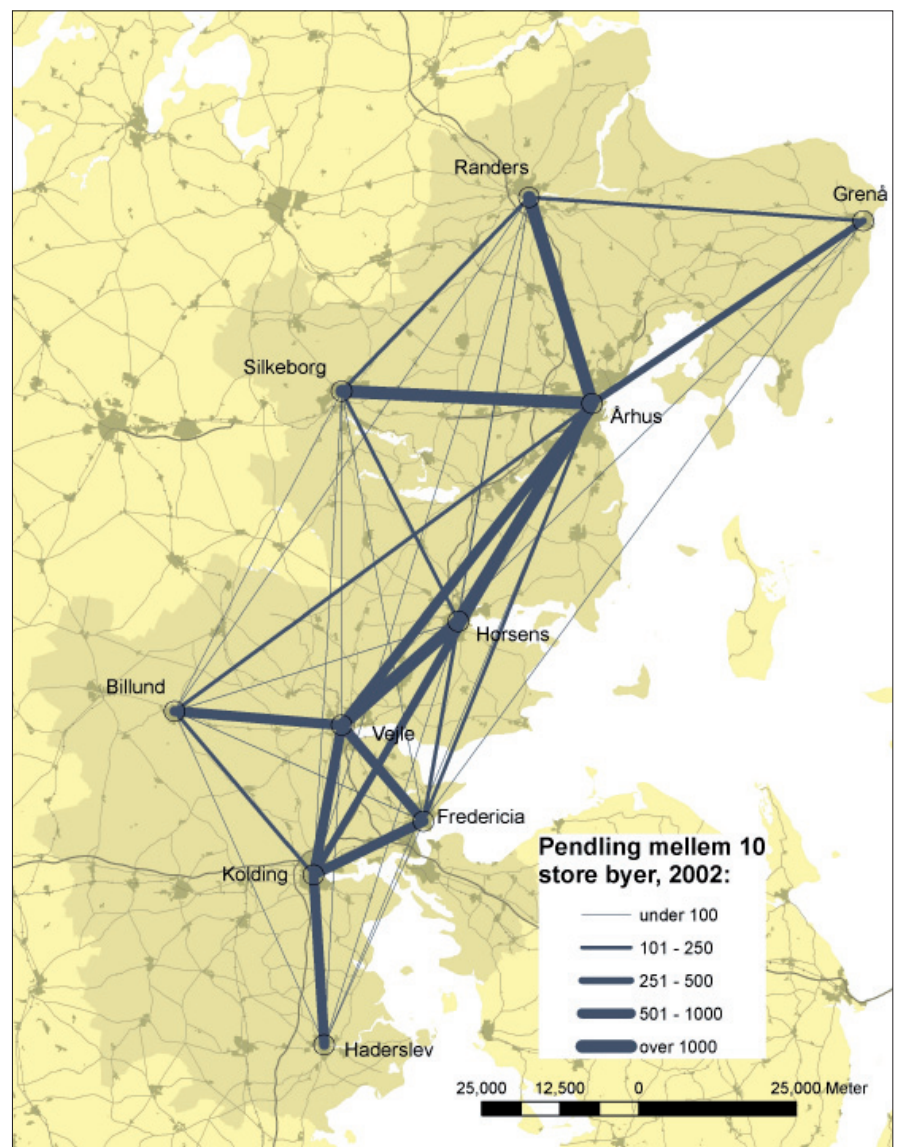 Randers
Grenå
Silkeborg
Århus
Horsens
Billund
Vejle
Fredericia
Kolding
Haderslev
Pendling mellem 10
store byer, 2002:
under 100
101 - 250
251 - 500
501 - 1000
over 1000
25,000 12,500 0 25,000 Meter